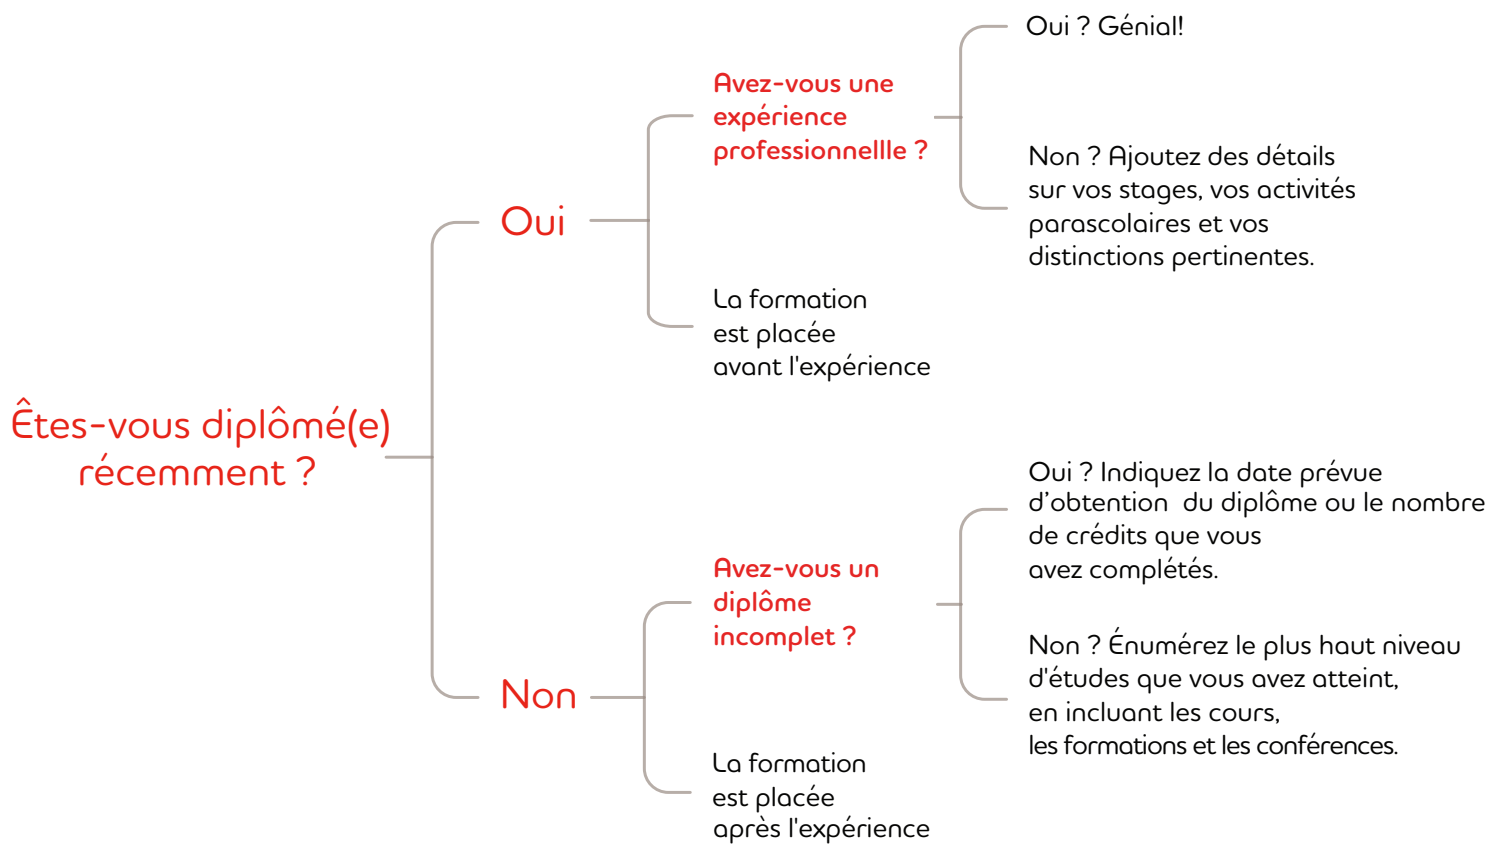 Êtes-vous diplômé(e)
récemment ?
Oui
Avez-vous une
expérience
professionnellle ?
Oui ? Génial!
Non ? Ajoutez des détails
sur vos stages, vos activités
parascolaires et vos
distinctions pertinentes.
La formation
est placée
avant l'expérience
Non
Avez-vous un
diplôme
incomplet ?
Oui ? Indiquez la date prévue
d’obtention  du diplôme ou le nombre
de crédits que vous
avez complétés.
Non ? Énumérez le plus haut niveau
d'études que vous avez atteint,
en incluant les cours,
les formations et les conférences.
La formation
est placée
après l'expérience